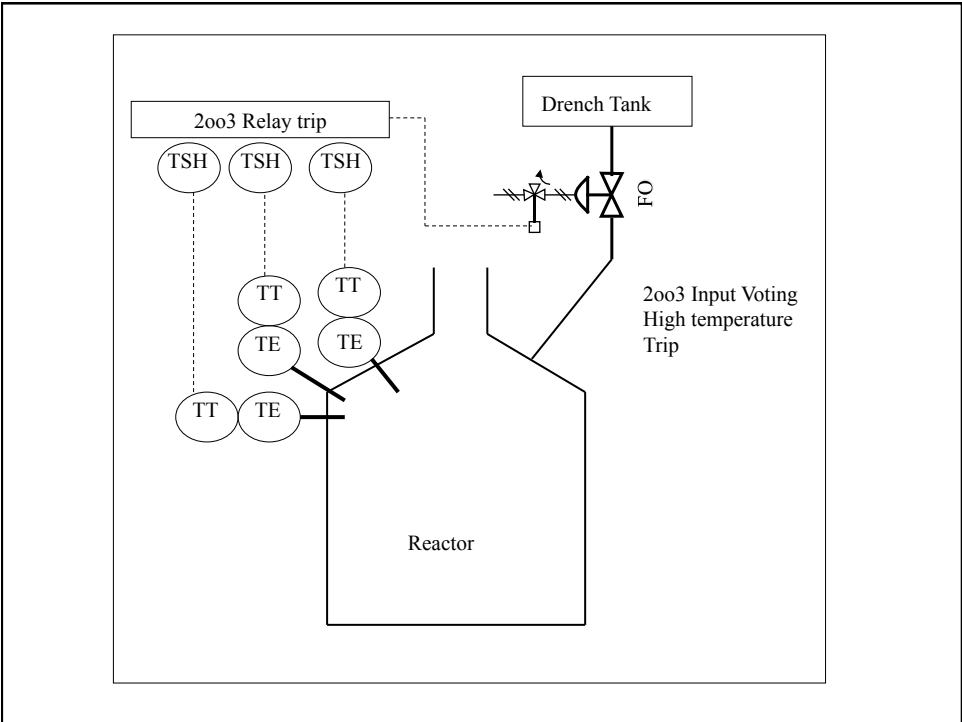 Drench Tank
2oo3 Relay trip
TSH
TSH
TSH
FO
TT
TT
2oo3 Input Voting
High temperature
Trip
TE
TE
TT
TE
Reactor